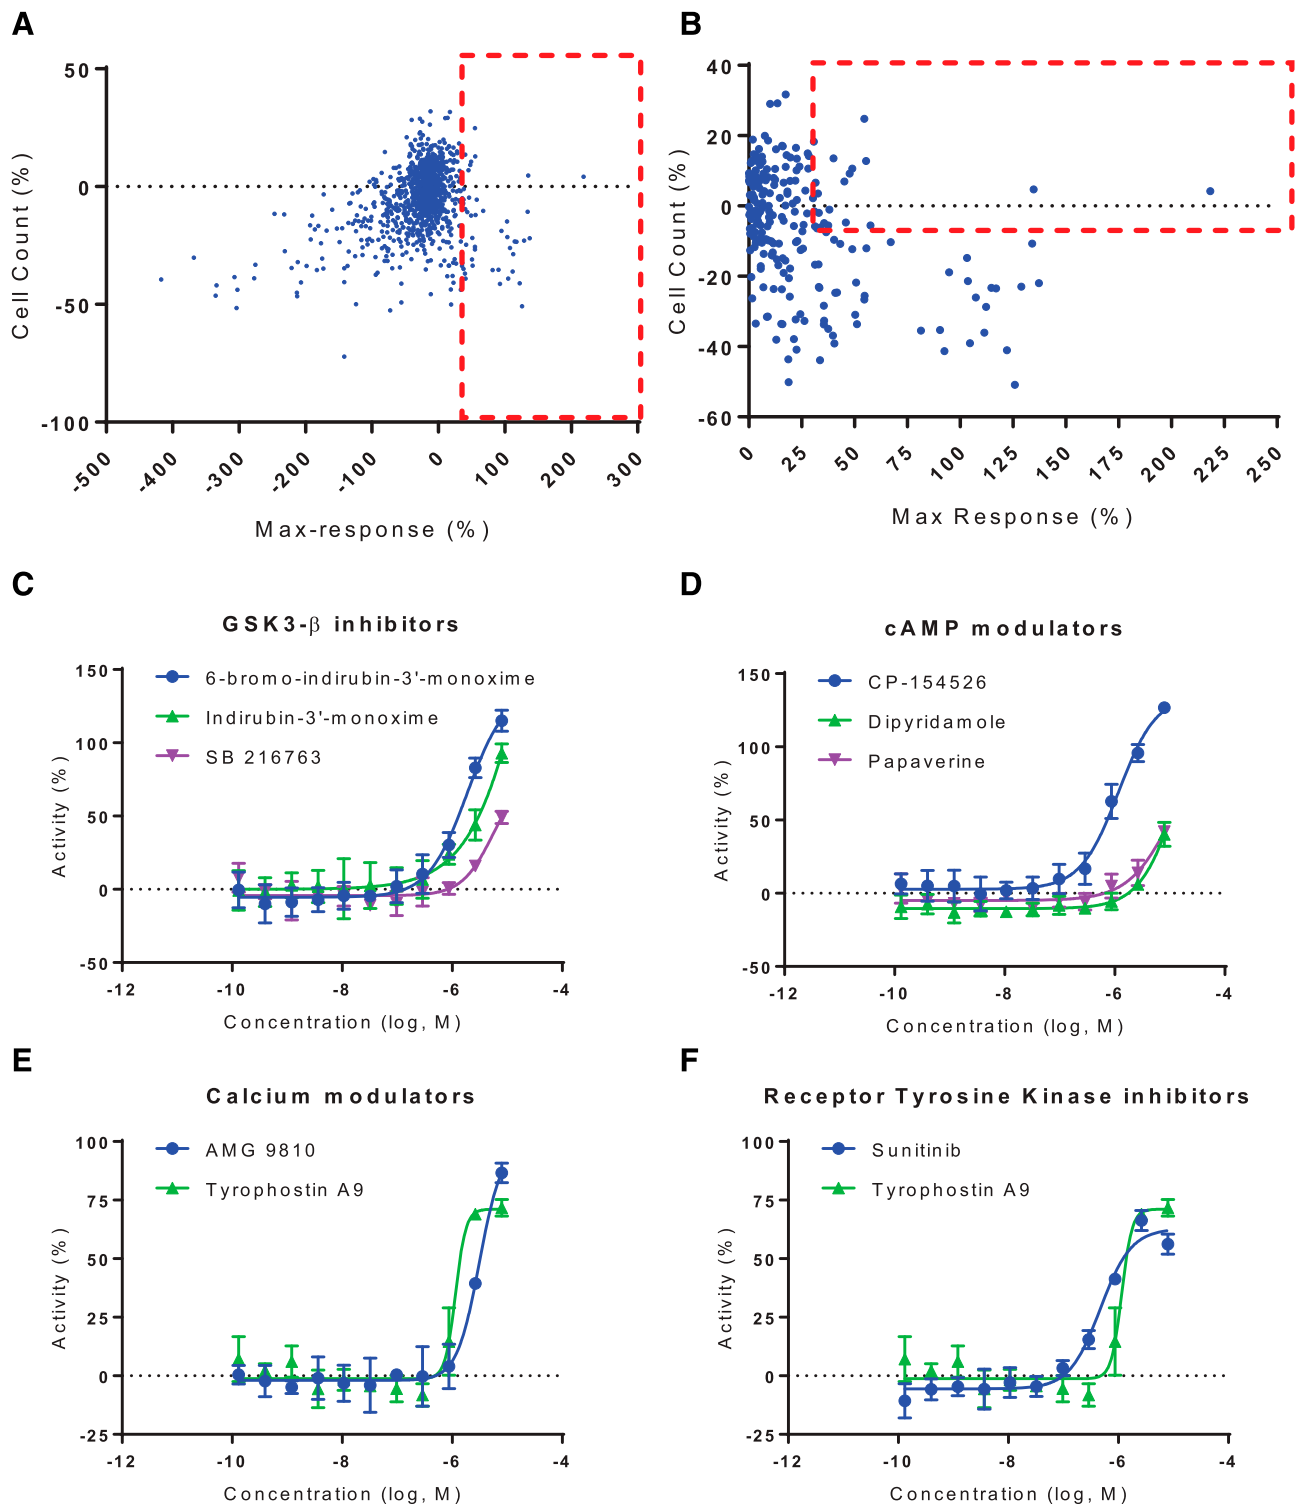 A
50
0
-50
-100
Cell Count (%)
-500
-400
-300
-200
-100
0
100
200
300
Max-response (%)
B
40
20
0
-20
-40
-60
Cell Count (%)
0
25
50
75
100
125
150
175
200
225
250
Max Response (%)
C
GSK3-β inhibitors
6-bromo-indirubin-3'-monoxime
Indirubin-3'-monoxime
SB 216763
150
100
50
0
-50
Activity (%)
-12
-10
-8
-6
-4
Concentration (log, M)
D
cAMP modulators
CP-154526
Dipyridamole
Papaverine
150
100
50
0
-50
Activity (%)
-12
-10
-8
-6
-4
Concentration (log, M)
E
Calcium modulators
AMG 9810
Tyrophostin A9
100
75
50
25
0
-25
Activity (%)
-12
-10
-8
-6
-4
Concentration (log, M)
F
Receptor Tyrosine Kinase inhibitors
Sunitinib
Tyrophostin A9
100
75
50
25
0
-25
Activity (%)
-12
-10
-8
-6
-4
Concentration (log, M)